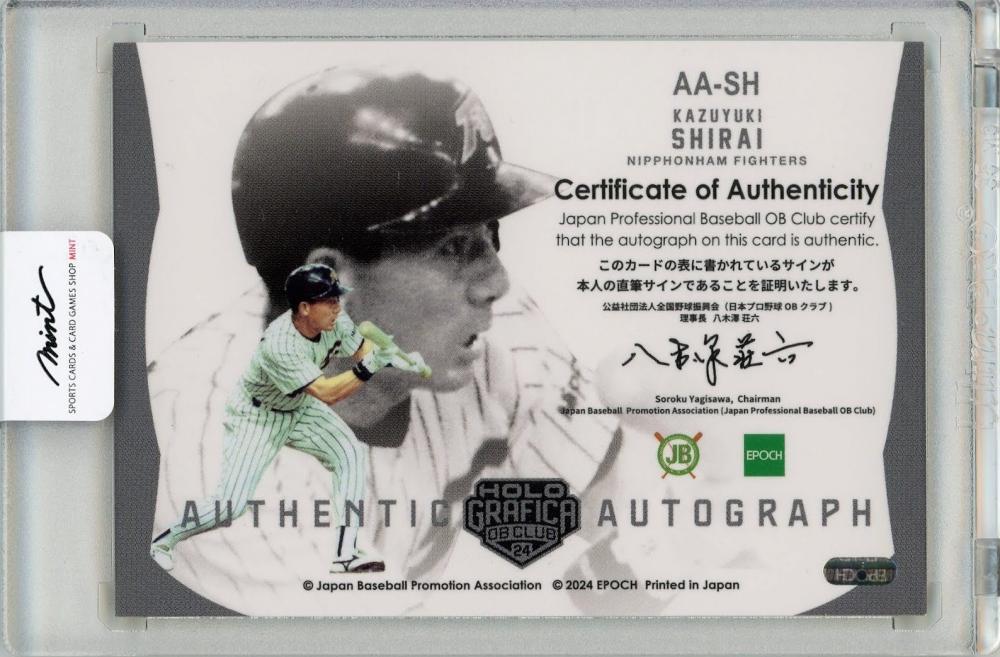 AA-SH
KAZUYUKI
SHIRAI
NIPPHONHAM FIGHTERS
Certificate of Authenticity
Japan Professional Baseball OB Club certify
that the autograph on this card is authentic.
このカードの表に書かれているサインが
本人の直筆サインであることを証明いたします。
公益社団法人全国野球振興会（日本プロ野球 OB クラブ）
理事長 八木澤 荘六
八木澤荘六
Soroku Yagisawa, Chairman
Japan Baseball Promotion Association (Japan Professional Baseball OB Club)
JB
EPOCH
AUTHENTIC
HOLO
GRAFICA
OB CLUB
24
AUTOGRAPH
© Japan Baseball Promotion Association © 2024 EPOCH Printed in Japan
mint
SPORTS CARDS & CARD GAMES SHOP MINT